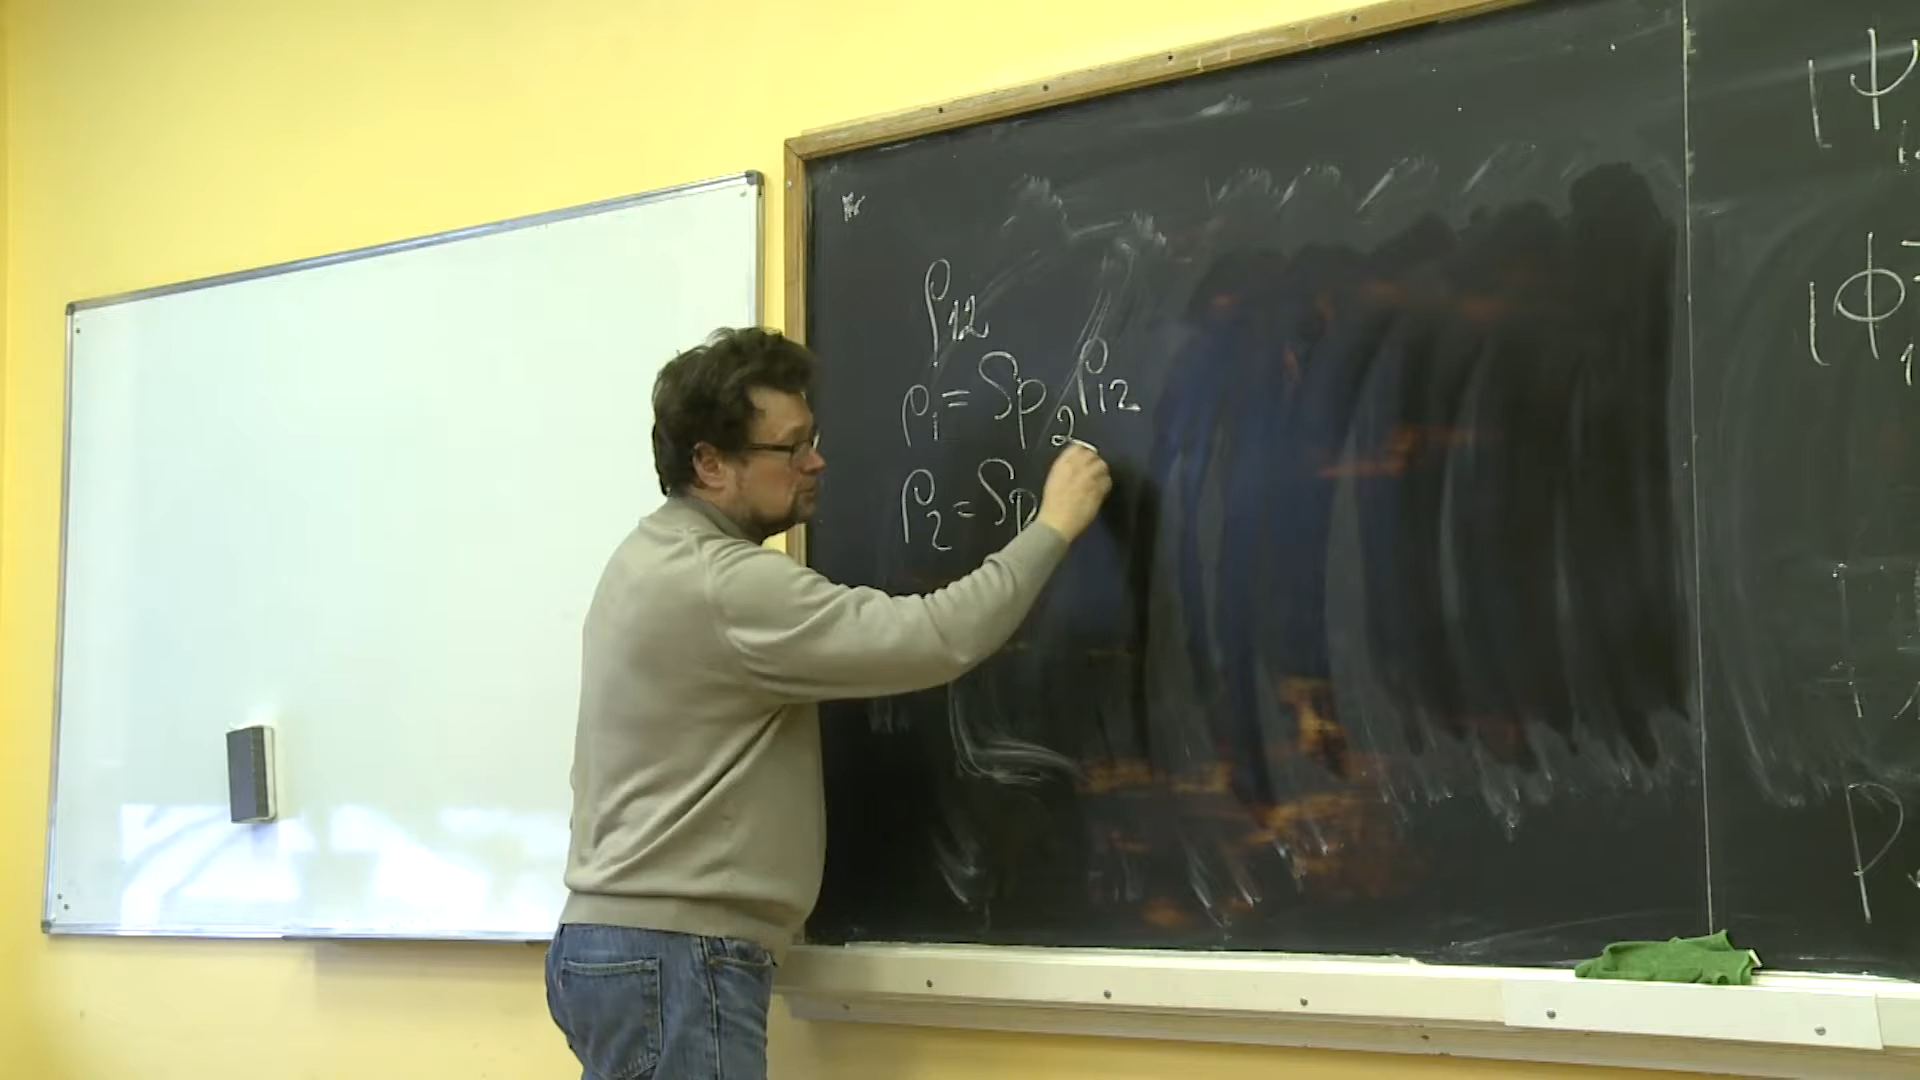 ρ₁₂
ρ₁ = Sp₂ ρ₁₂
ρ₂ = Sp
|Ψ
|Φ